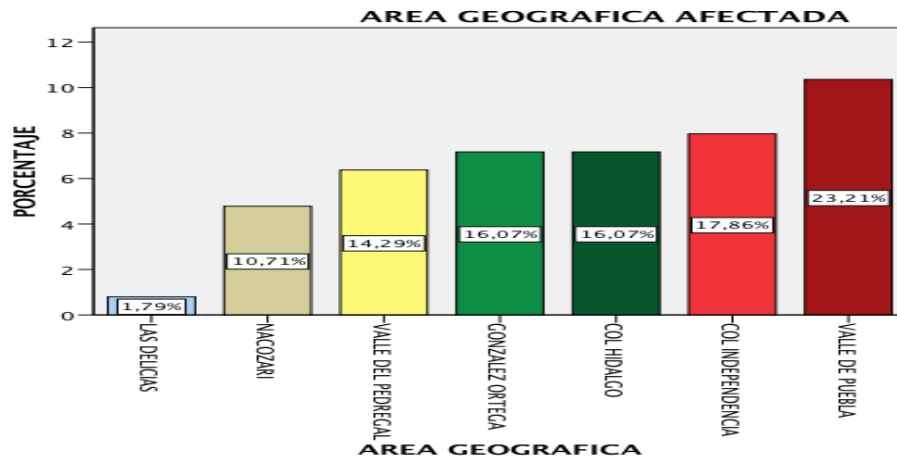 AREA GEOGRAFICA AFECTADA
PORCENTAJE
12
10
8
6
4
2
0
1,79%
10,71%
14,29%
16,07%
16,07%
17,86%
23,21%
LAS DELICIAS
NACOZARI
VALLE DEL PEDREGAL
GONZALEZ ORTEGA
COL HIDALGO
COL INDEPENDENCIA
VALLE DE PUEBLA
AREA GEOGRAFICA